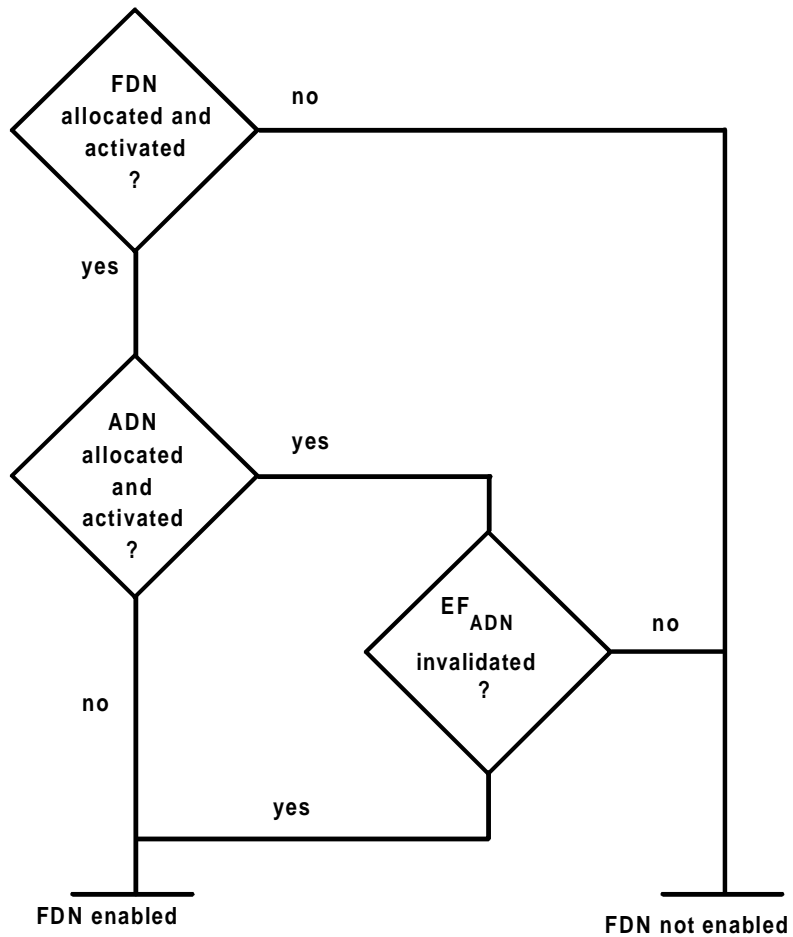 FDN
allocated and
activated
?
no
yes
ADN
allocated
and
activated
?
yes
EF ADN
invalidated
?
no
no
yes
FDN enabled
FDN not enabled